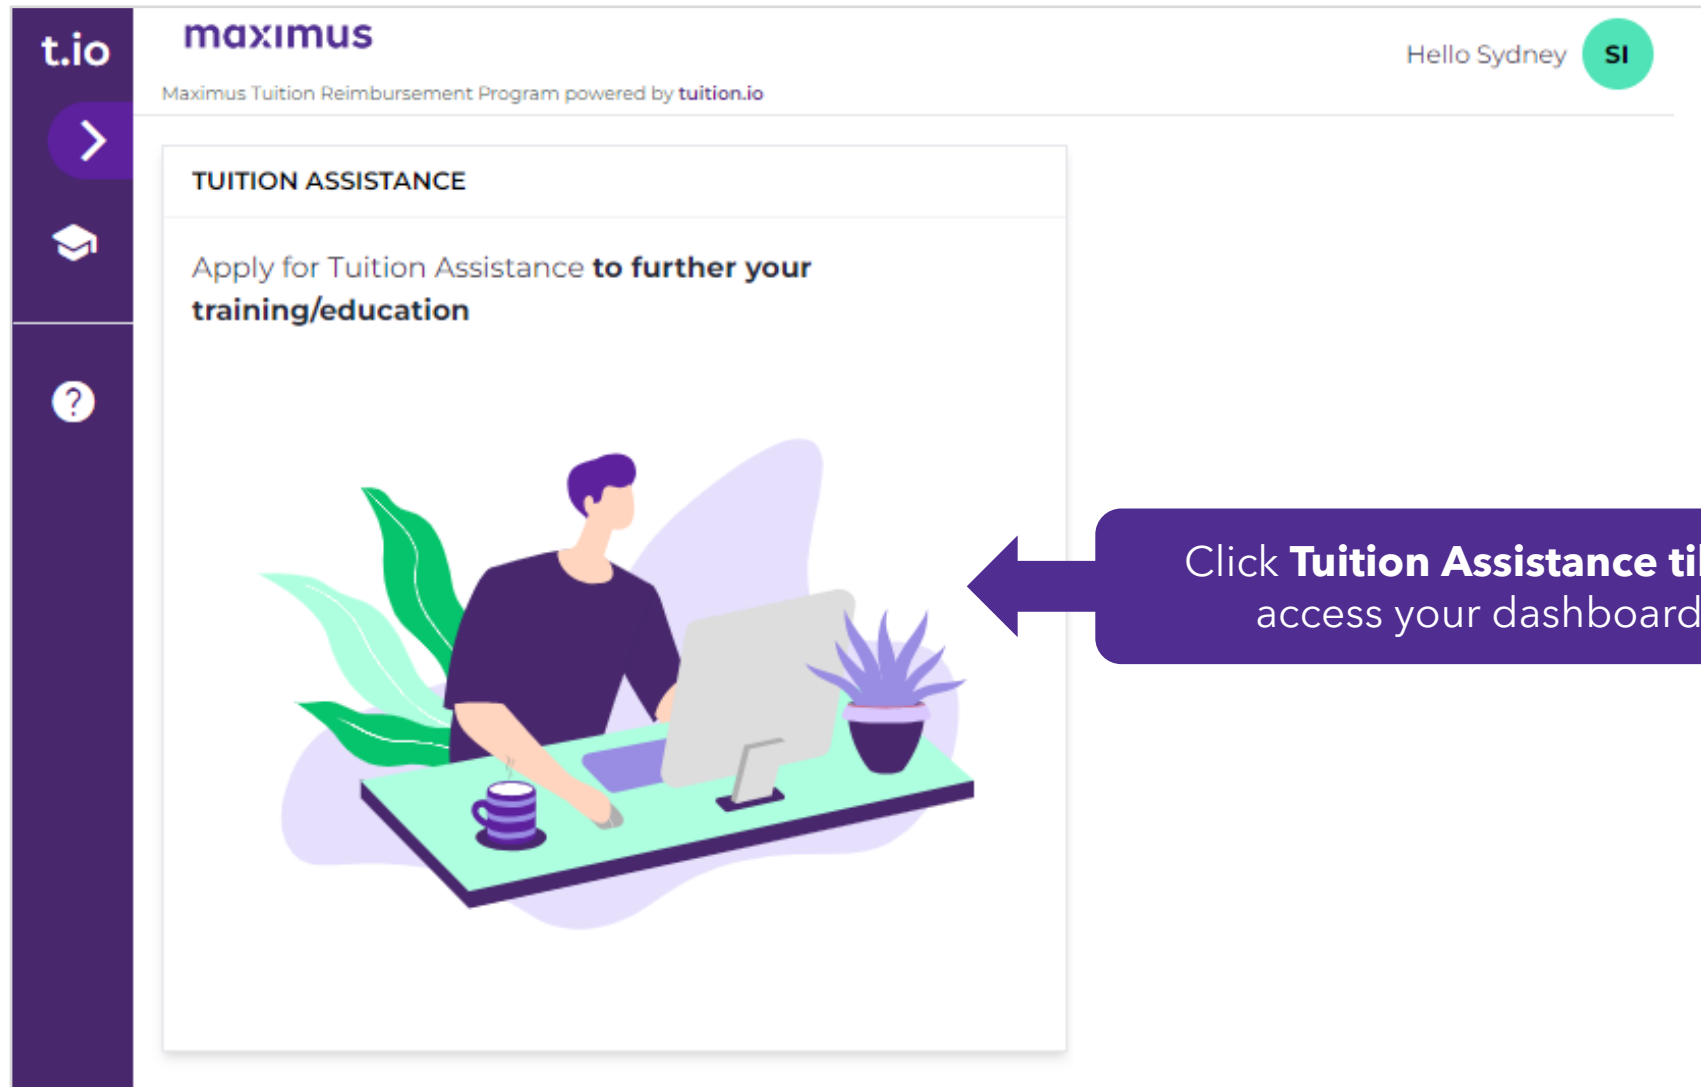 t.io
maximus
Hello Sydney
SI
Maximus Tuition Reimbursement Program powered by tuition.io
TUITION ASSISTANCE
Apply for Tuition Assistance to further your
training/education
?
Click Tuition Assistance
access your dashboard